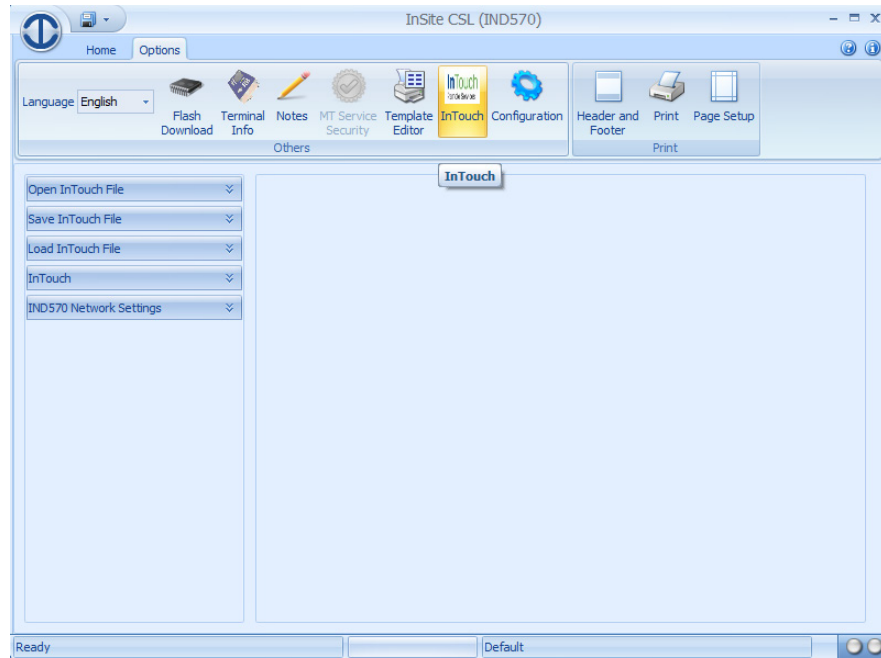 InSite CSL (IND570)
Home Options
Language English
Flash Download
Terminal Info
Notes
MT Service Security
Template Editor
InTouch
InTouch
Configuration
Header and Footer
Print
Page Setup
Others
Print
InTouch
Open InTouch File
Save InTouch File
Load InTouch File
InTouch
IND570 Network Settings
Ready
Default